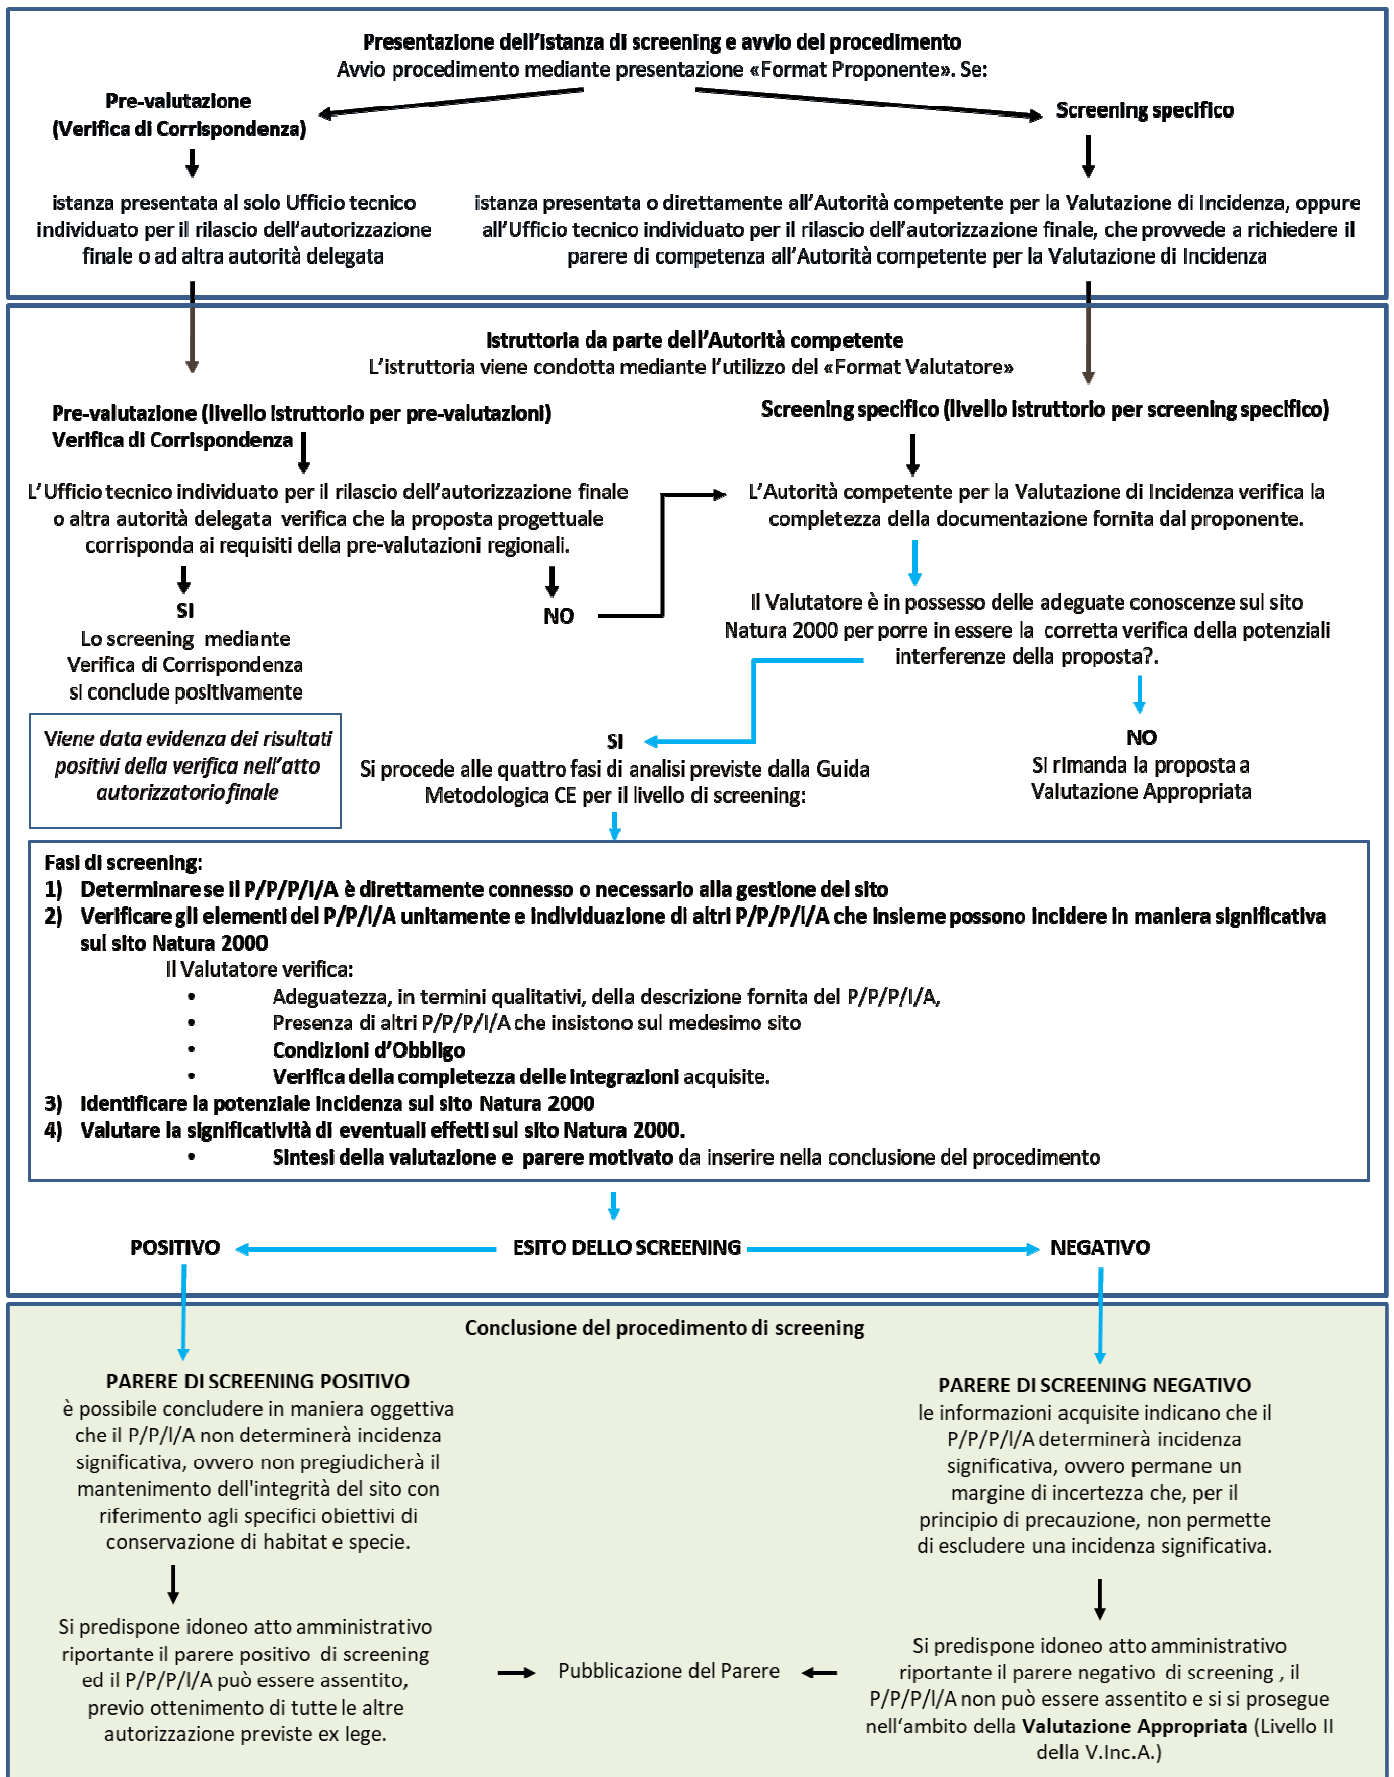 Presentazione dell'istanza di screening e avvio del procedimento
Avvio procedimento mediante presentazione «Format Proponente». Se:
Pre-valutazione
(Verifica di Corrispondenza)
Screening specifico
istanza presentata al solo Ufficio tecnico
individuato per il rilascio dell'autorizzazione
finale o ad altra autorità delegata
istanza presentata o direttamente all'Autorità competente per la Valutazione di Incidenza, oppure
all'Ufficio tecnico individuato per il rilascio dell'autorizzazione finale, che provvede a richiedere il
parere di competenza all'Autorità competente per la Valutazione di Incidenza
Istruttoria da parte dell'Autorità competente
L'istruttoria viene condotta mediante l'utilizzo del «Format Valutatore»
Pre-valutazione (livello istruttorio per pre-valutazioni)
Verifica di Corrispondenza
Screening specifico (livello istruttorio per screening specifico)
L'Ufficio tecnico individuato per il rilascio dell'autorizzazione finale
o altra autorità delegata verifica che la proposta progettuale
corrisponda ai requisiti della pre-valutazioni regionali.
L'Autorità competente per la Valutazione di Incidenza verifica la
completezza della documentazione fornita dal proponente.
SI
NO
Lo screening mediante
Verifica di Corrispondenza
si conclude positivamente
Il Valutatore è in possesso delle adeguate conoscenze sul sito
Natura 2000 per porre in essere la corretta verifica della potenziali
interferenze della proposta?.
Viene data evidenza dei risultati
positivi della verifica nell'atto
autorizzatorio finale
SI
Si procede alle quattro fasi di analisi previste dalla Guida
Metodologica CE per il livello di screening:
NO
Si rimanda la proposta a
Valutazione Appropriata
Fasi di screening:
1) Determinare se il P/P/P/I/A è direttamente connesso o necessario alla gestione del sito
2) Verificare gli elementi del P/P/I/A unitamente e individuazione di altri P/P/P/I/A che insieme possono incidere in maniera significativa
sul sito Natura 2000
Il Valutatore verifica:
• Adeguatezza, in termini qualitativi, della descrizione fornita del P/P/P/I/A,
• Presenza di altri P/P/P/I/A che insistono sul medesimo sito
• Condizioni d'Obbligo
• Verifica della completezza delle integrazioni acquisite.
3) Identificare la potenziale incidenza sul sito Natura 2000
4) Valutare la significatività di eventuali effetti sul sito Natura 2000.
• Sintesi della valutazione e parere motivato da inserire nella conclusione del procedimento
POSITIVO
ESITO DELLO SCREENING
NEGATIVO
Conclusione del procedimento di screening
PARERE DI SCREENING POSITIVO
è possibile concludere in maniera oggettiva
che il P/P/I/A non determinerà incidenza
significativa, ovvero non pregiudicherà il
mantenimento dell'integrità del sito con
riferimento agli specifici obiettivi di
conservazione di habitat e specie.
PARERE DI SCREENING NEGATIVO
le informazioni acquisite indicano che il
P/P/P/I/A determinerà incidenza
significativa, ovvero permane un
margine di incertezza che, per il
principio di precauzione, non permette
di escludere una incidenza significativa.
Si predispone idoneo atto amministrativo
riportante il parere positivo di screening
ed il P/P/P/I/A può essere assentito,
previo ottenimento di tutte le altre
autorizzazione previste ex lege.
Pubblicazione del Parere
Si predispone idoneo atto amministrativo
riportante il parere negativo di screening , il
P/P/P/I/A non può essere assentito e si si prosegue
nell'ambito della Valutazione Appropriata (Livello II
della V.Inc.A.)